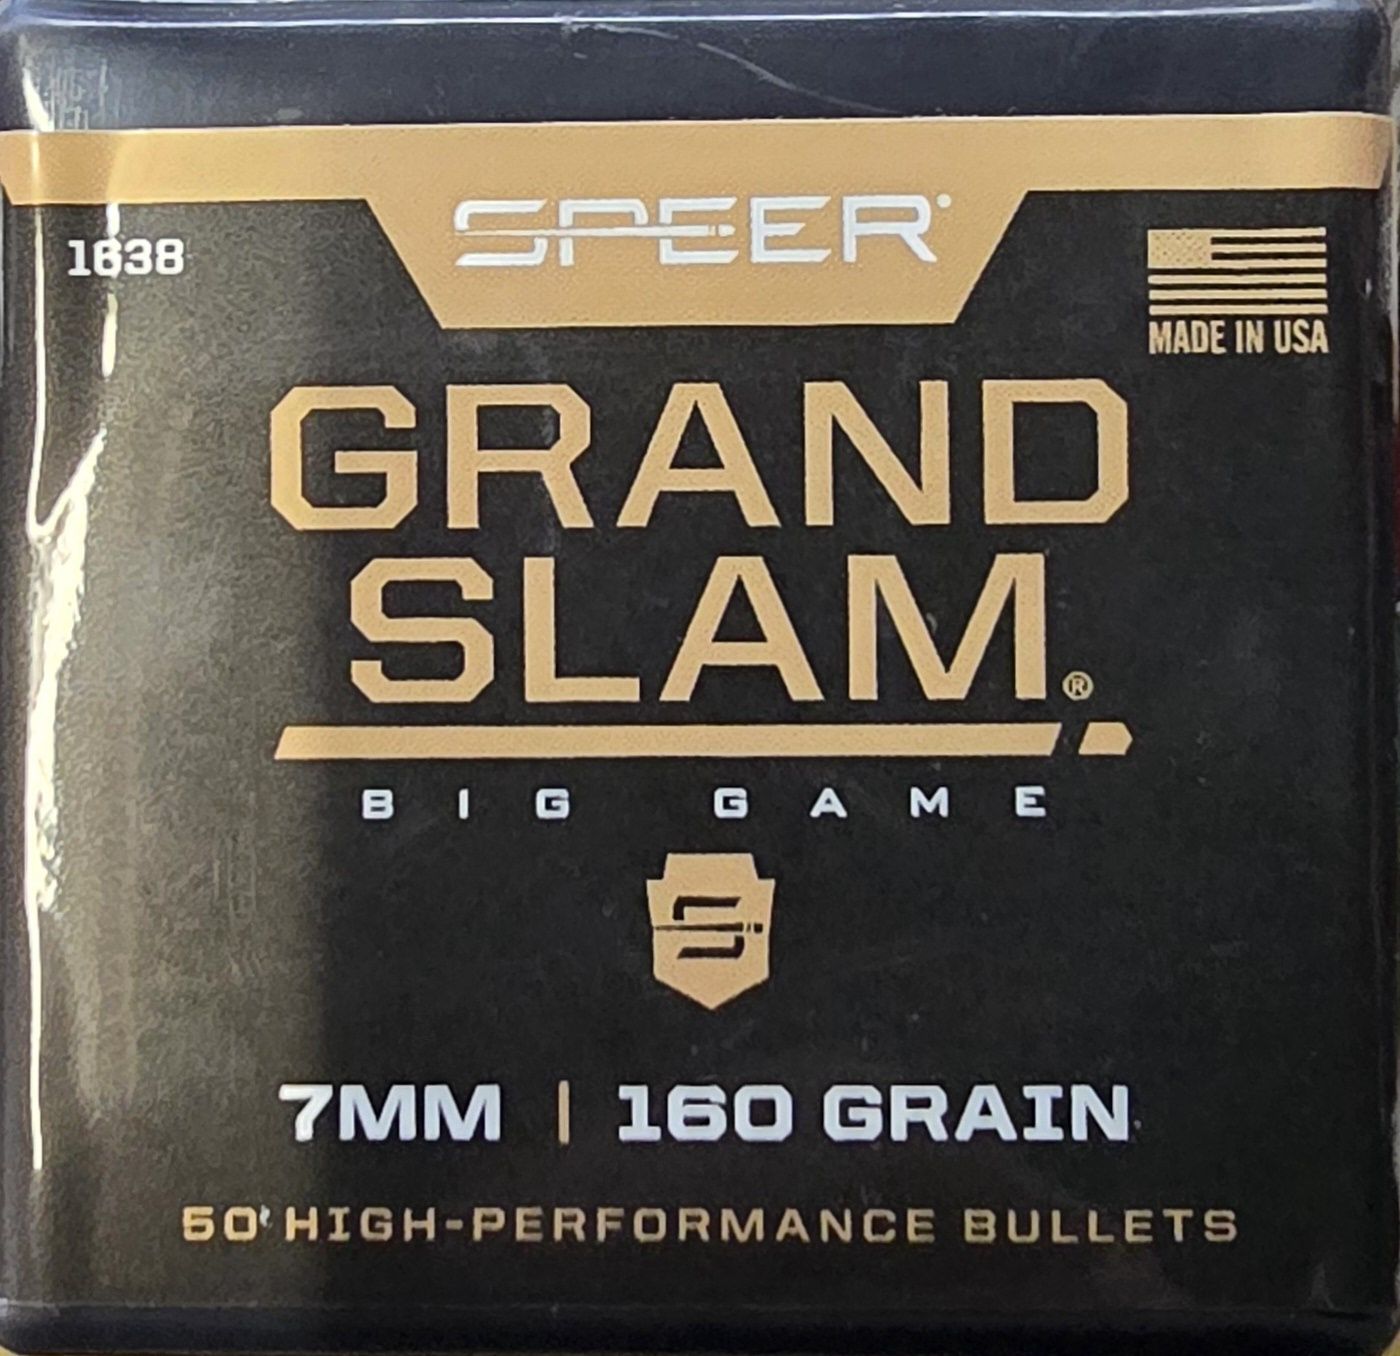 SPEER
1638
MADE IN USA
GRAND
SLAM®
BIG GAME
S
7MM | 160 GRAIN
50 HIGH-PERFORMANCE BULLETS